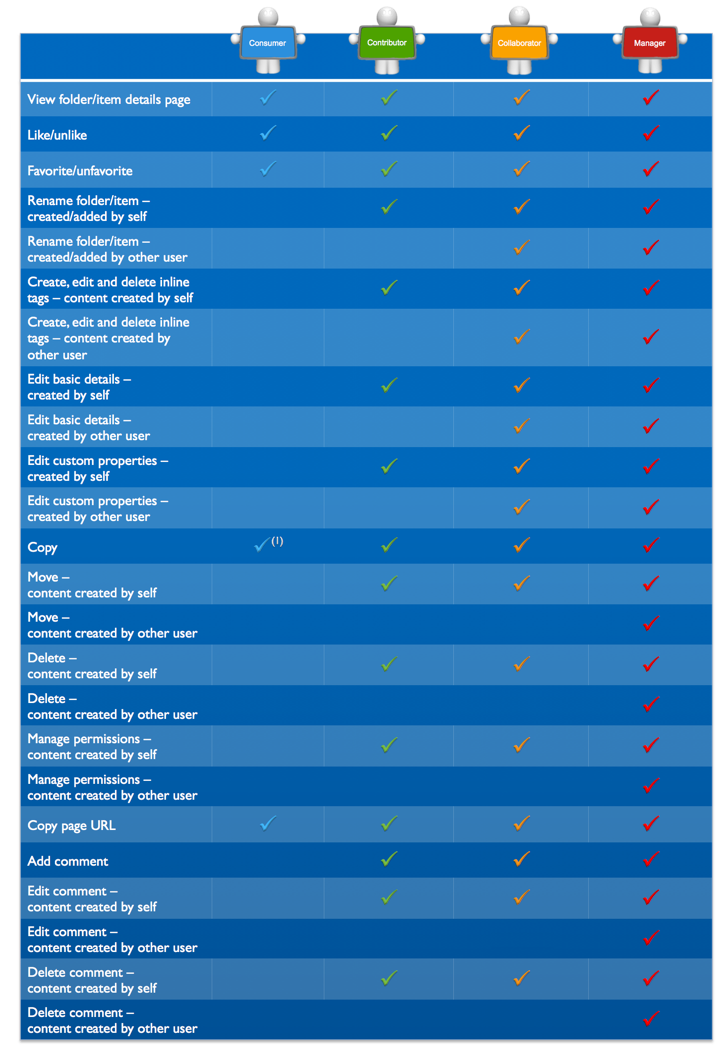 Consumer Contributor Collaborator Manager
View folder/item details page
Like/unlike
Favorite/unfavorite
Rename folder/item –
created/added by self
Rename folder/item –
created/added by other user
Create, edit and delete inline
tags – content created by self
Create, edit and delete inline
tags – content created by
other user
Edit basic details –
created by self
Edit basic details –
created by other user
Edit custom properties –
created by self
Edit custom properties –
created by other user
Copy (1)
Move –
content created by self
Move –
content created by other user
Delete –
content created by self
Delete –
content created by other user
Manage permissions –
content created by self
Manage permissions –
content created by other user
Copy page URL
Add comment
Edit comment –
content created by self
Edit comment –
content created by other user
Delete comment –
content created by self
Delete comment –
content created by other user